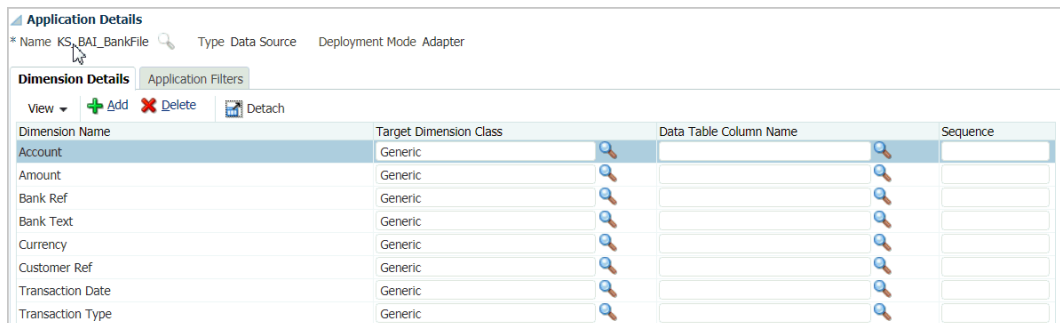 Application Details
* Name KS_BAI_BankFile Type Data Source Deployment Mode Adapter
Dimension Details Application Filters
View Add Delete Detach
Dimension Name Target Dimension Class Data Table Column Name Sequence
Account Generic
Amount Generic
Bank Ref Generic
Bank Text Generic
Currency Generic
Customer Ref Generic
Transaction Date Generic
Transaction Type Generic